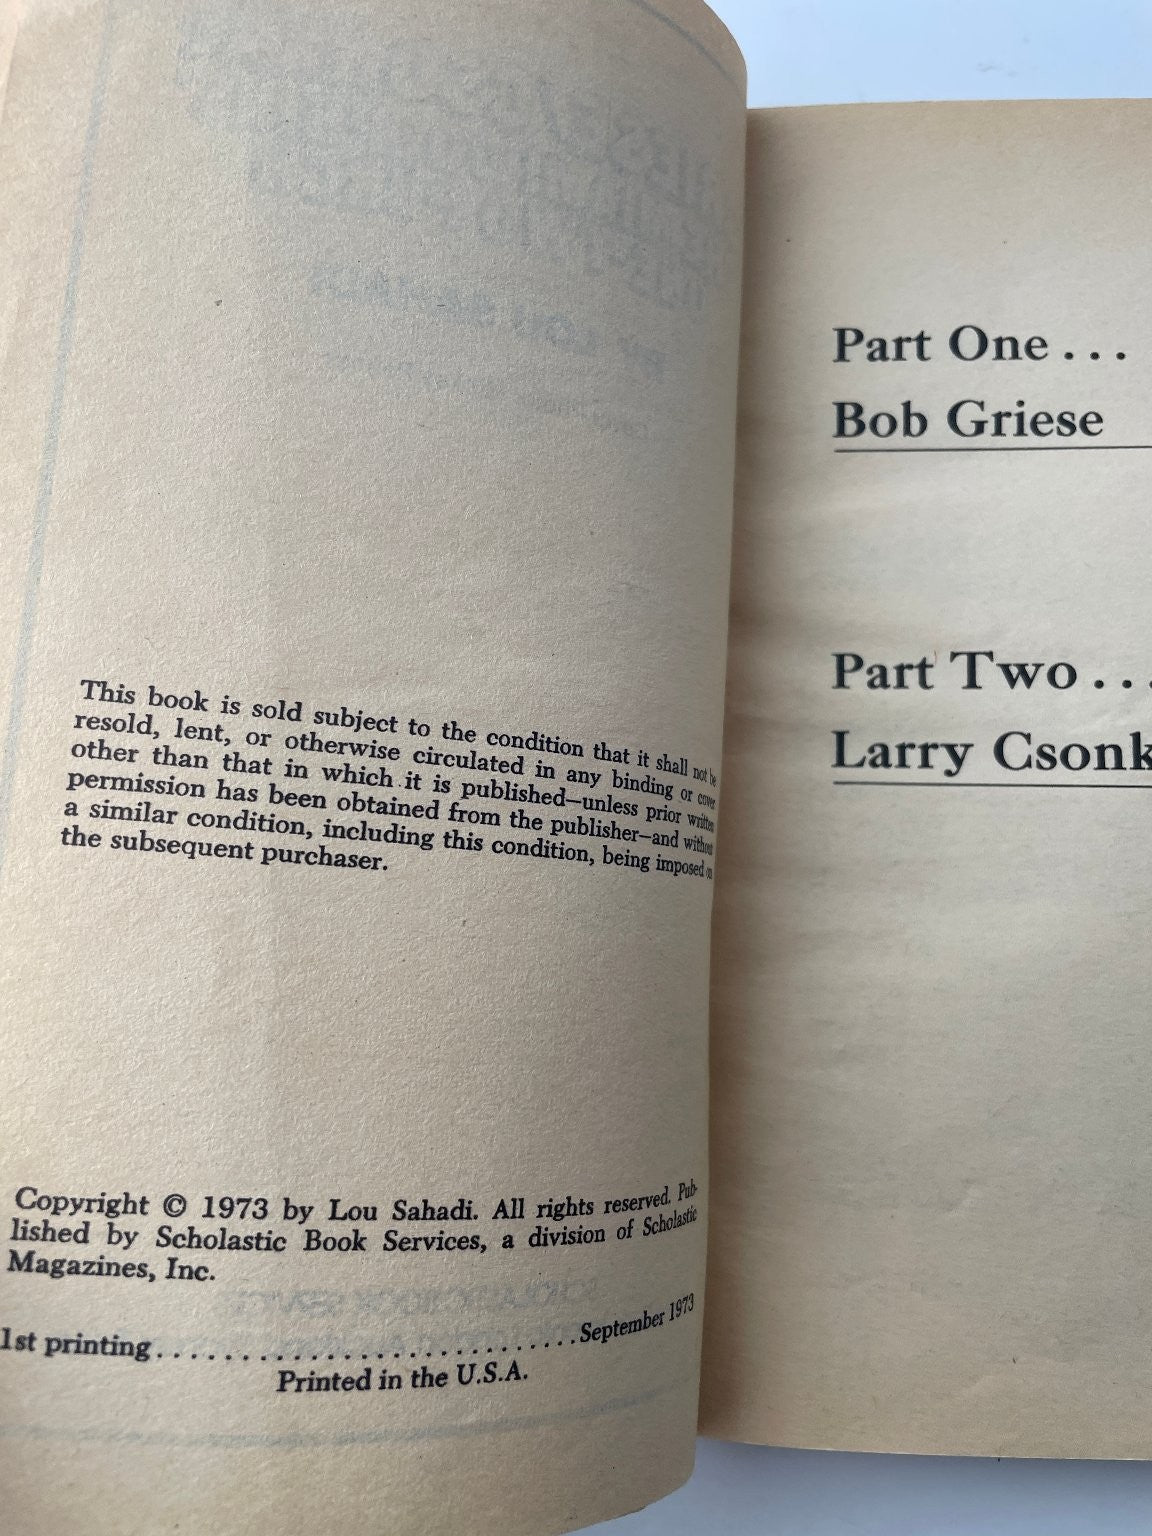 This book is sold subject to the condition that it shall not be
resold, lent, or otherwise circulated in any binding or cover
other than that in which it is published—unless prior written
permission has been obtained from the publisher—and without
a similar condition, including this condition, being imposed on
the subsequent purchaser.
Copyright © 1973 by Lou Sahadi. All rights reserved. Pub-
lished by Scholastic Book Services, a division of Scholastic
Magazines, Inc.
1st printing..............................September 1973
Printed in the U.S.A.
Part One ...
Bob Griese
Part Two ...
Larry Csonk